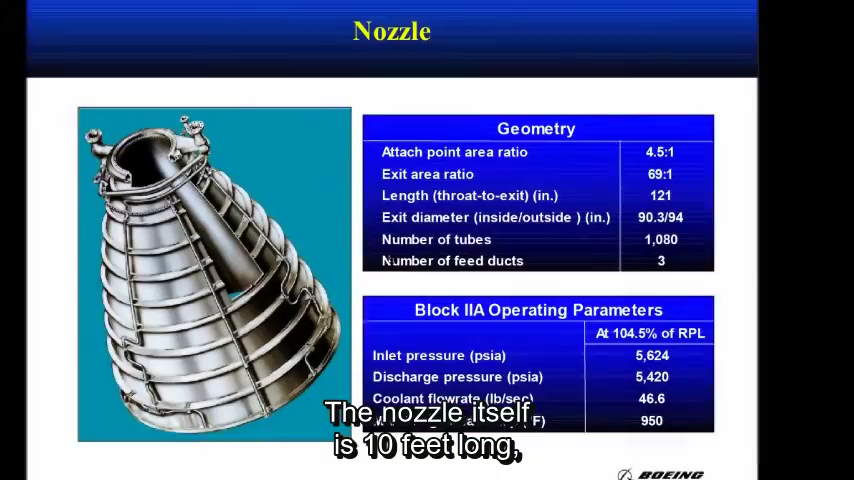 Nozzle
Geometry
Attach point area ratio 4.5:1
Exit area ratio 69:1
Length (throat-to-exit) (in.) 121
Exit diameter (inside/outside ) (in.) 90.3/94
Number of tubes 1,080
Number of feed ducts 3
Block IIA Operating Parameters
At 104.5% of RPL
Inlet pressure (psia) 5,624
Discharge pressure (psia) 5,420
Coolant flowrate (lb/sec) 46.6
F) 950
The nozzle itself
is 10 feet long,
BOEING